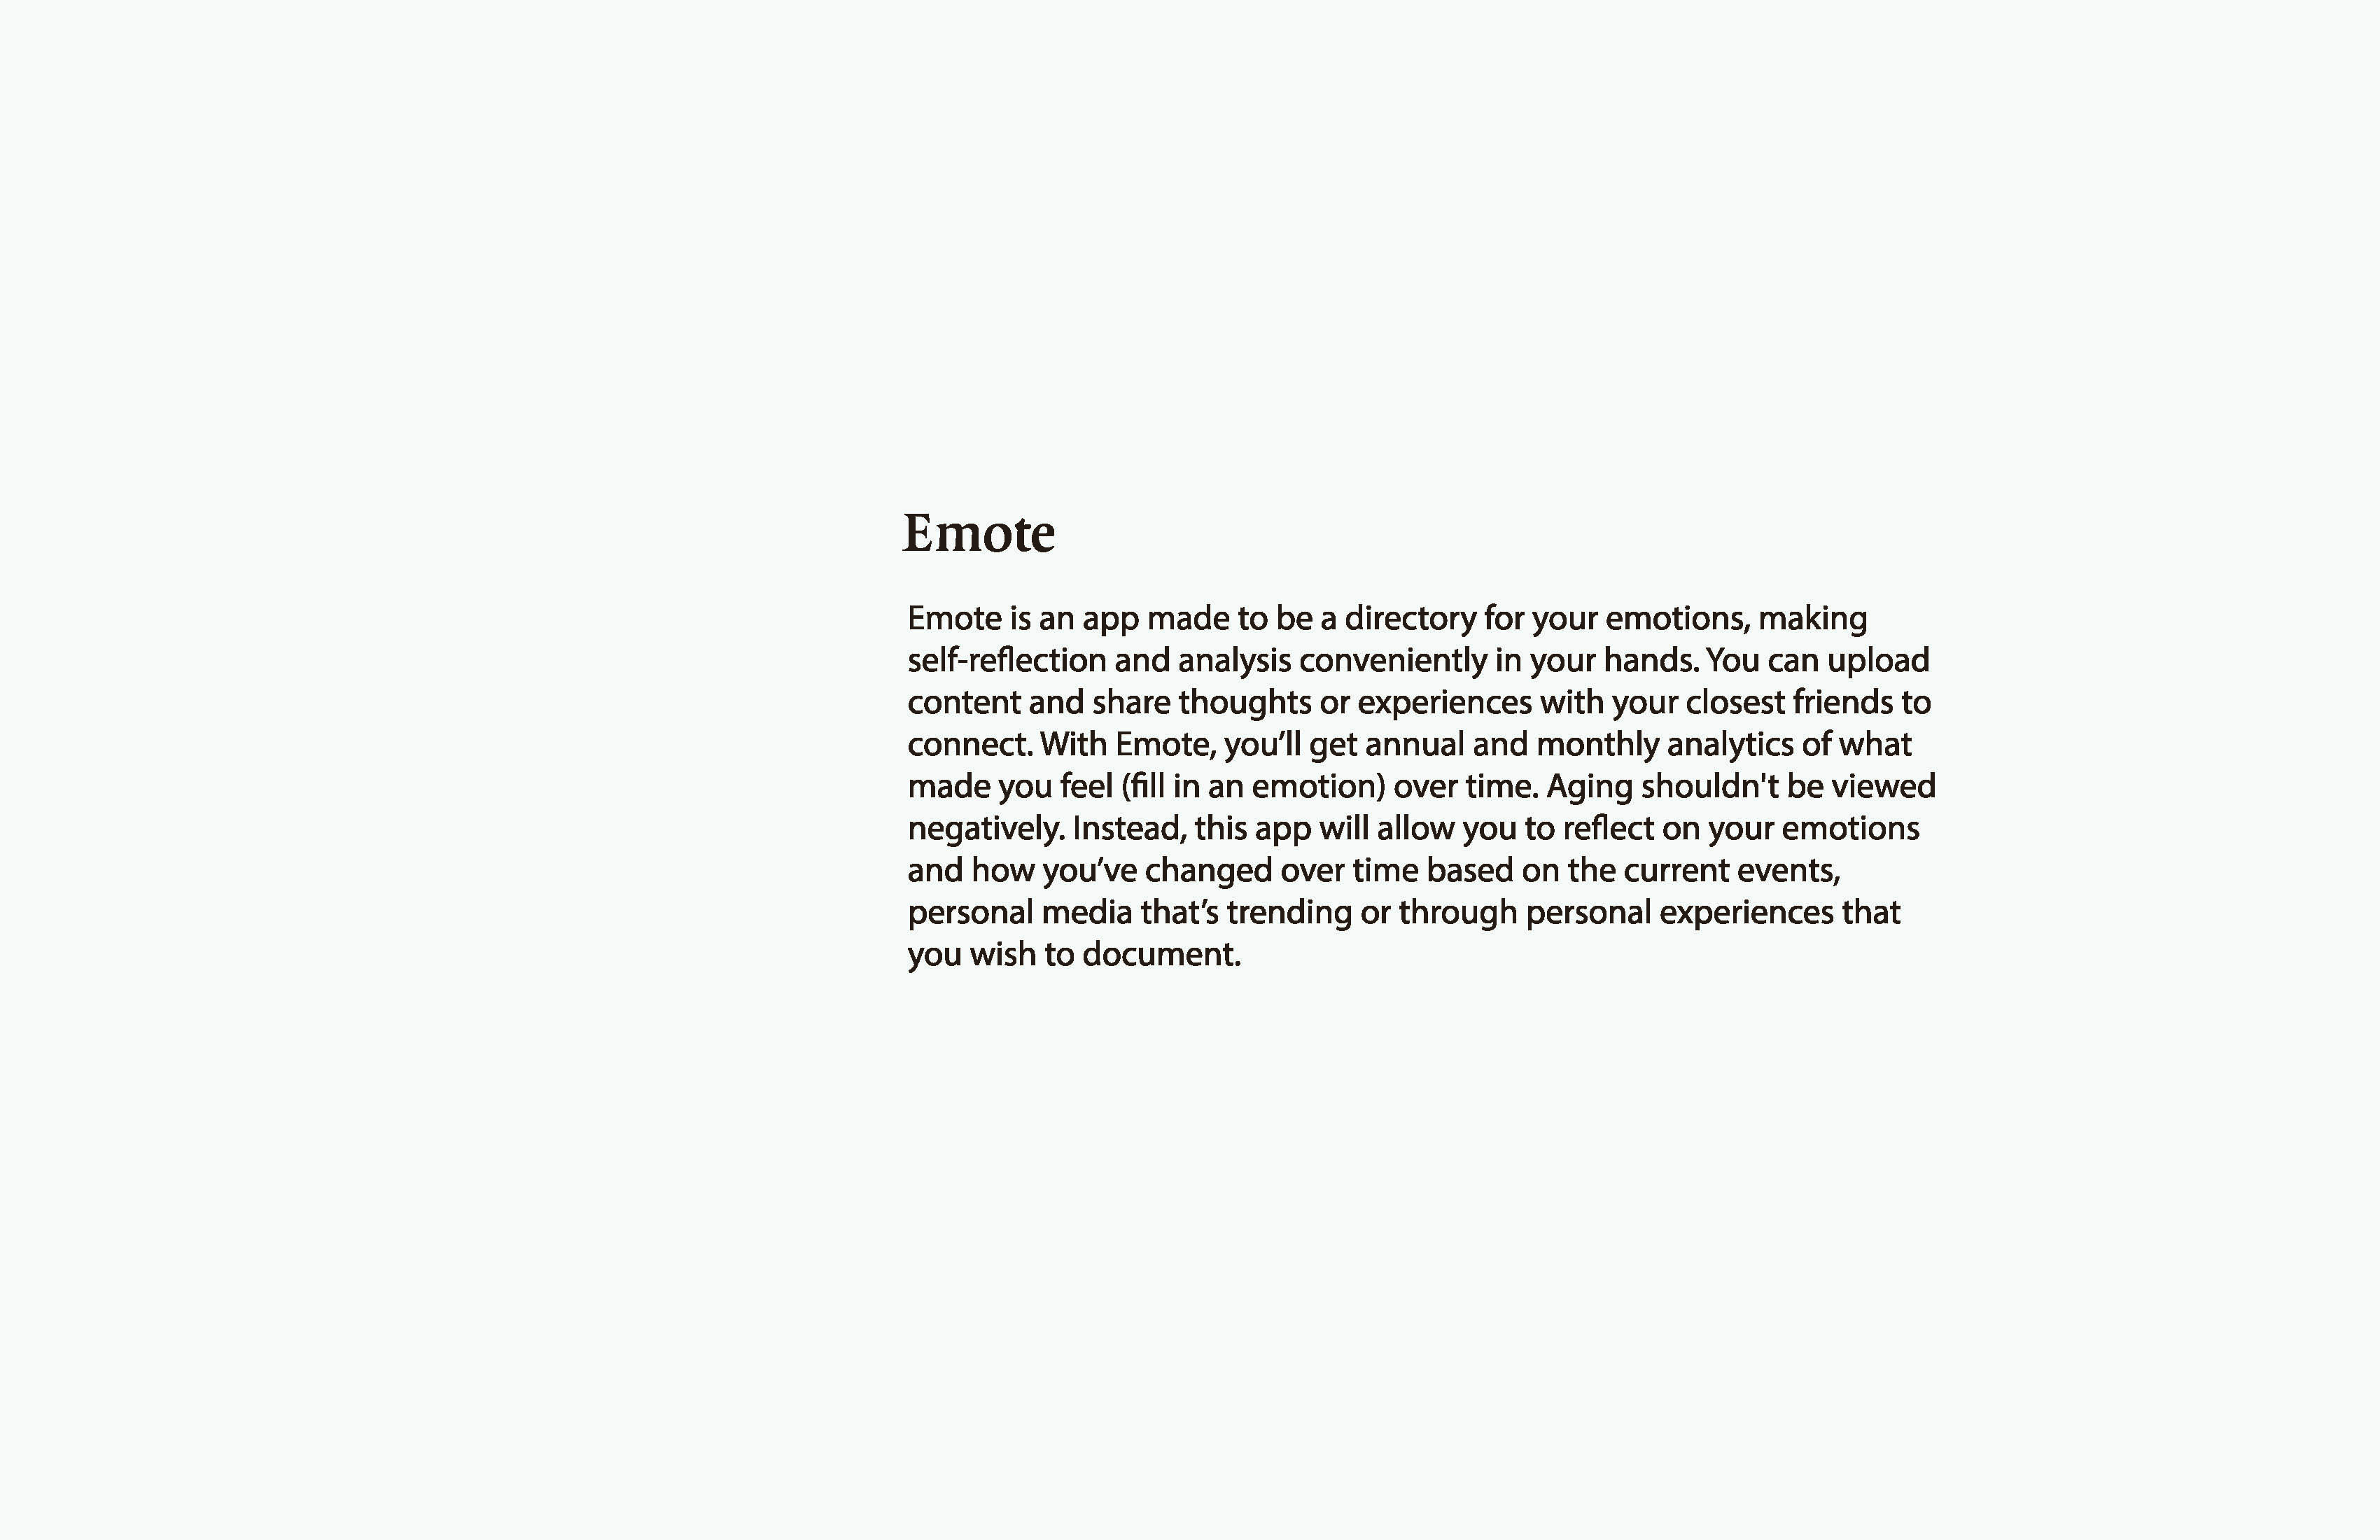 Emote
Emote is an app made to be a directory for your emotions, making
self-reflection and analysis conveniently in your hands. You can upload
content and share thoughts or experiences with your closest friends to
connect. With Emote, you’ll get annual and monthly analytics of what
made you feel (fill in an emotion) over time. Aging shouldn't be viewed
negatively. Instead, this app will allow you to reflect on your emotions
and how you’ve changed over time based on the current events,
personal media that’s trending or through personal experiences that
you wish to document.